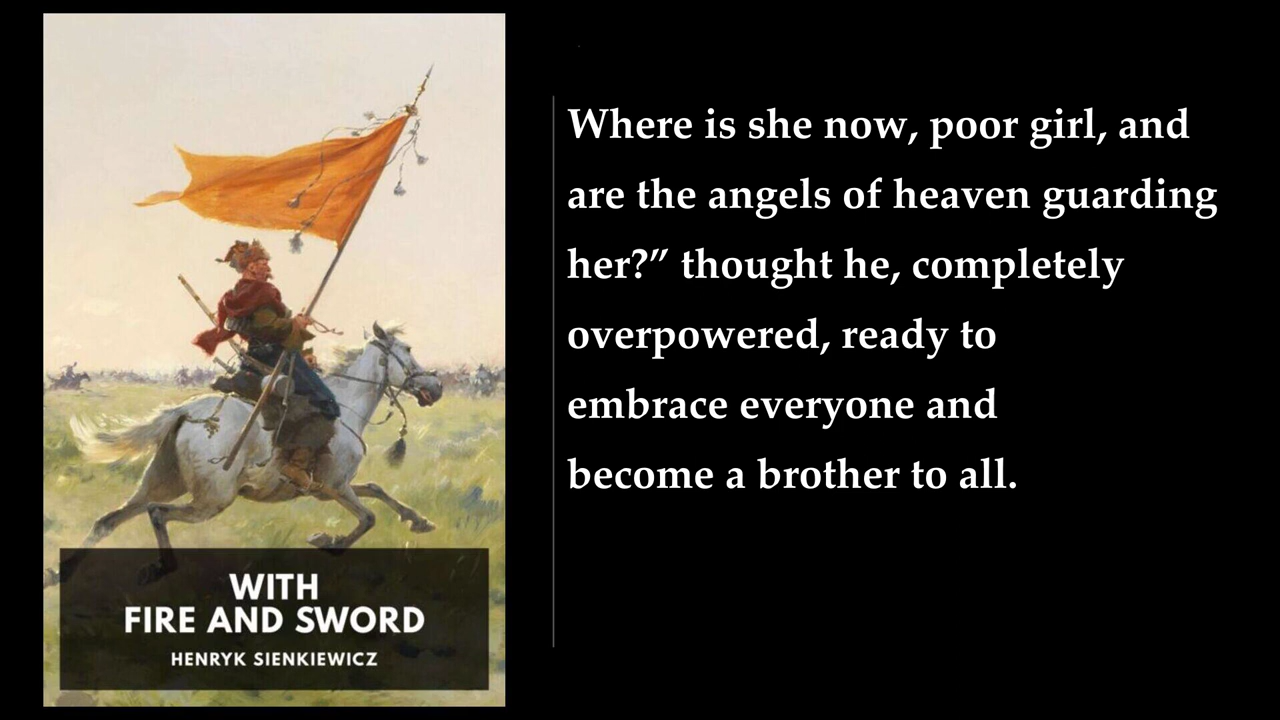 Where is she now, poor girl, and
are the angels of heaven guarding
her?” thought he, completely
overpowered, ready to
embrace everyone and
become a brother to all.
WITH
FIRE AND SWORD
HENRYK SIENKIEWICZ